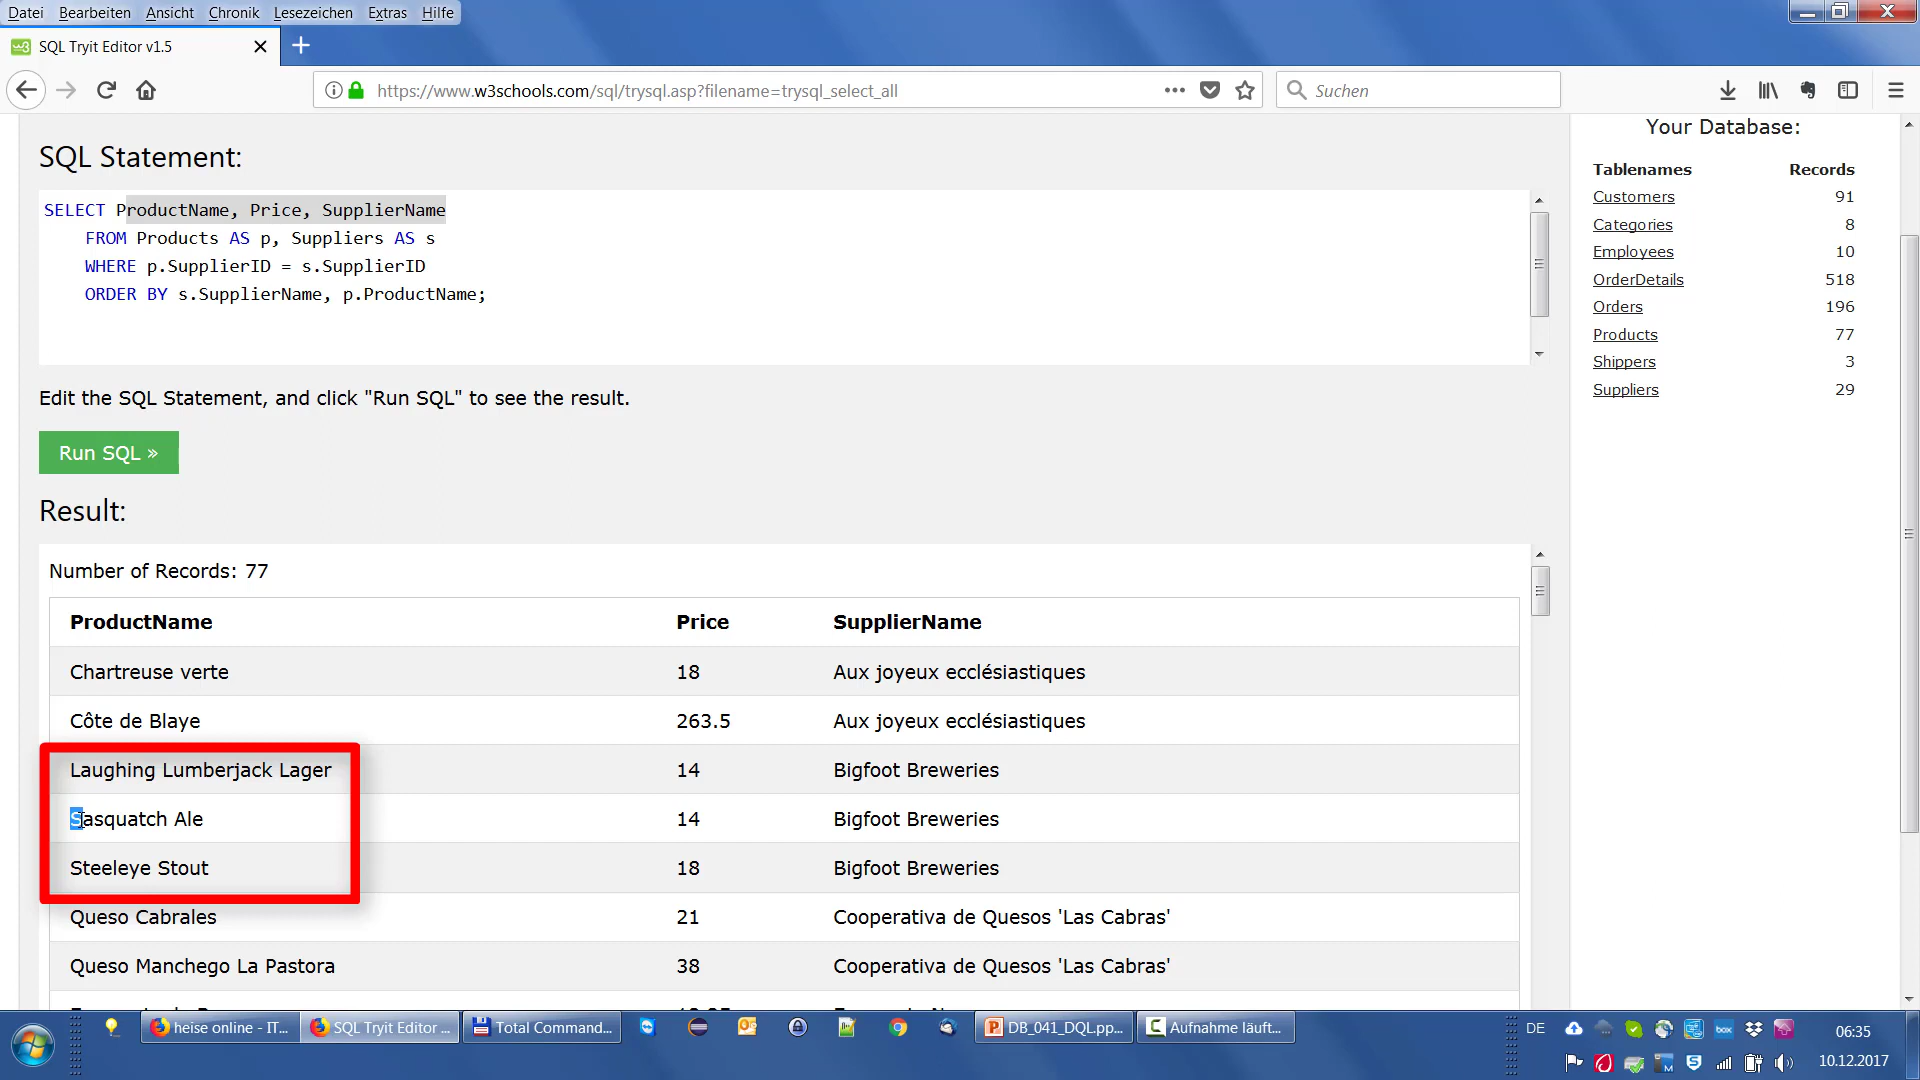 Datei Bearbeiten Ansicht Chronik Lesezeichen Extras Hilfe
SQL Tryit Editor v1.5
https://www.w3schools.com/sql/trysql.asp?filename=trysql_select_all
Suchen
SQL Statement:
SELECT ProductName, Price, SupplierName
FROM Products AS p, Suppliers AS s
WHERE p.SupplierID = s.SupplierID
ORDER BY s.SupplierName, p.ProductName;
Edit the SQL Statement, and click "Run SQL" to see the result.
Run SQL »
Result:
Number of Records: 77
ProductName Price SupplierName
Chartreuse verte 18 Aux joyeux ecclésiastiques
Côte de Blaye 263.5 Aux joyeux ecclésiastiques
Laughing Lumberjack Lager 14 Bigfoot Breweries
Sasquatch Ale 14 Bigfoot Breweries
Steeleye Stout 18 Bigfoot Breweries
Queso Cabrales 21 Cooperativa de Quesos 'Las Cabras'
Queso Manchego La Pastora 38 Cooperativa de Quesos 'Las Cabras'
Your Database:
Tablenames Records
Customers 91
Categories 8
Employees 10
OrderDetails 518
Orders 196
Products 77
Shippers 3
Suppliers 29
heise online - IT... SQL Tryit Editor ... Total Command... DB_041_DQL.pp... Aufnahme läuft... DE
06:35
10.12.2017